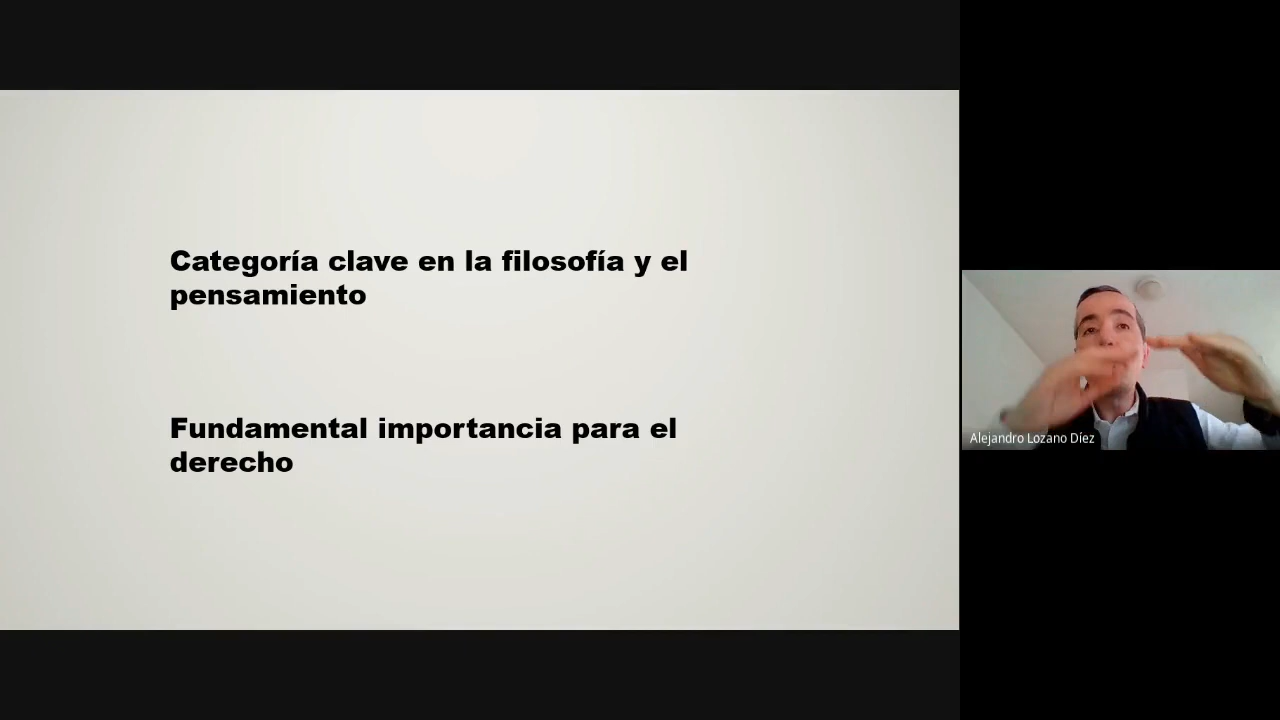 Categoría clave en la filosofía y el
pensamiento
Fundamental importancia para el
derecho
Alejandro Lozano Díez